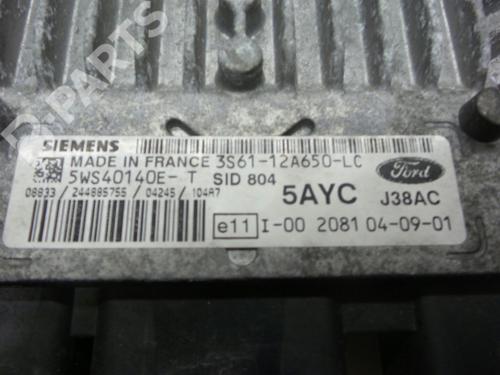 B-PARTS
SIEMENS
MADE IN FRANCE 3S61-12A650-LC
5WS40140E- T SID 804
08833 / 244885755 / 04245 / 104A7
5AYC J38AC
Ford
e11 I-00 2081 04-09-01